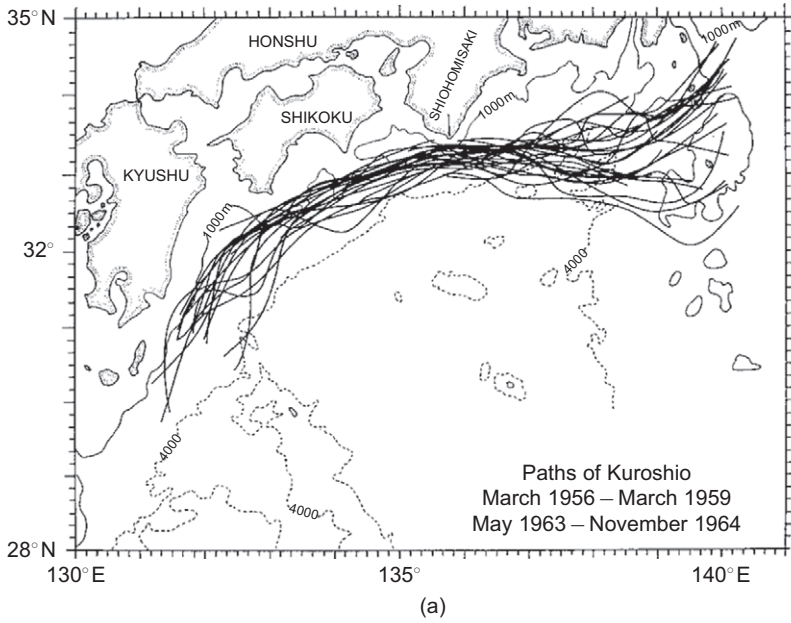 35°N
HONSHU
1000m
SHIOHOMISAKI
1000m
SHIKOKU
KYUSHU
1000m
32°
4000
4000
4000
Paths of Kuroshio
March 1956 – March 1959
May 1963 – November 1964
28°N
130°E
135°
140°E
(a)